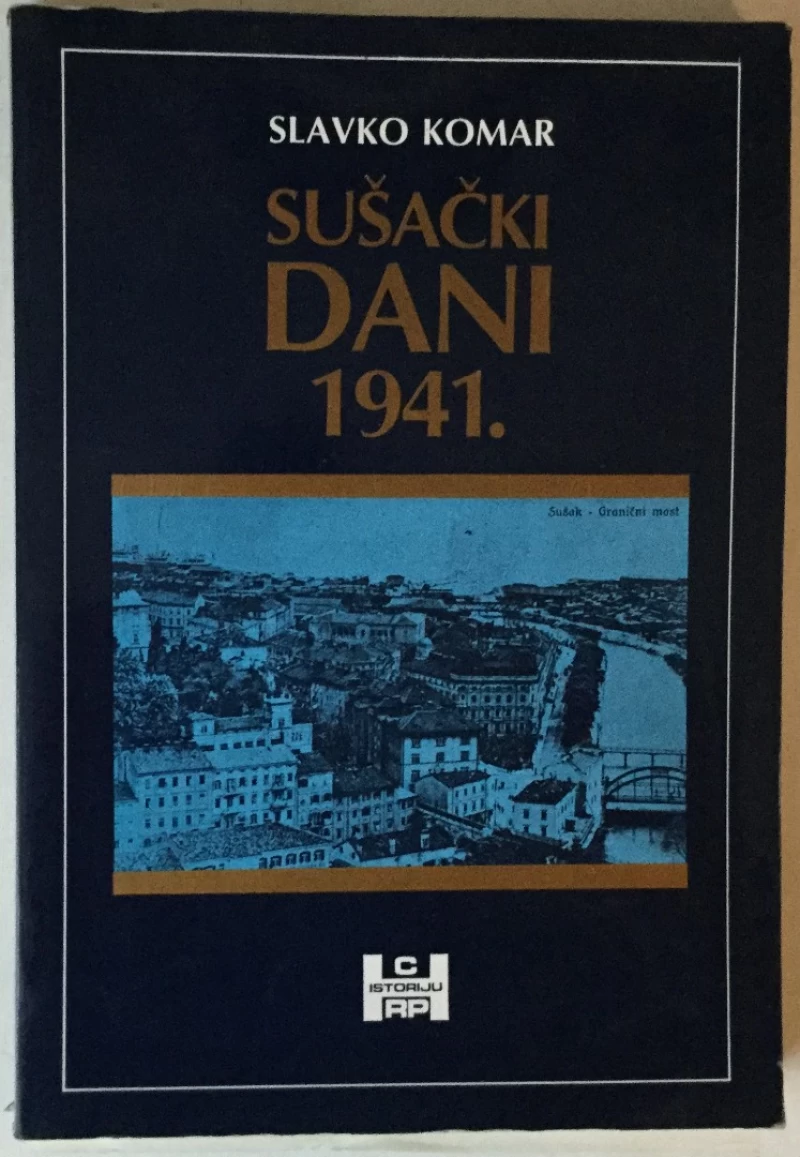 SLAVKO KOMAR
SUŠAČKI
DANI
1941.
Sušak - Granični most
C
ISTORIJU
RP